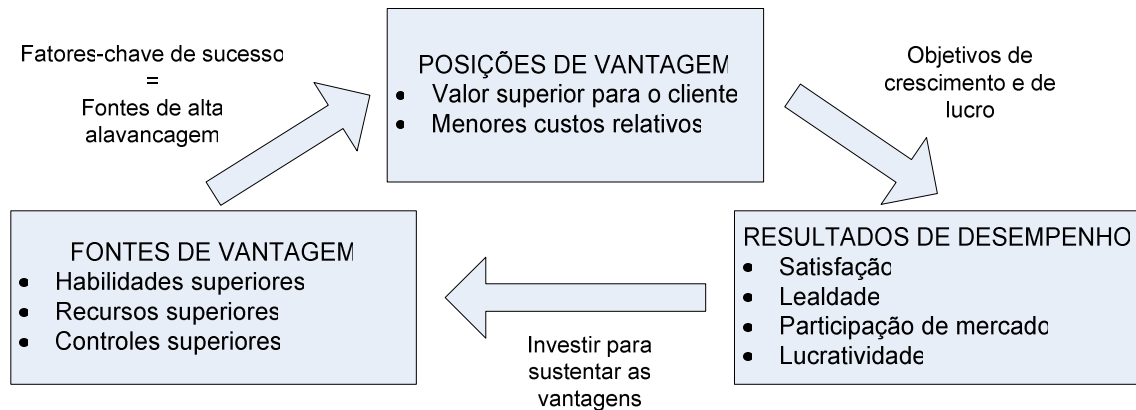 Fatores-chave de sucesso
=
Fontes de alta
alavancagem
POSIÇÕES DE VANTAGEM
• Valor superior para o cliente
• Menores custos relativos
Objetivos de
crescimento e de
lucro
FONTES DE VANTAGEM
• Habilidades superiores
• Recursos superiores
• Controles superiores
Investir para
sustentar as
vantagens
RESULTADOS DE DESEMPENHO
• Satisfação
• Lealdade
• Participação de mercado
• Lucratividade